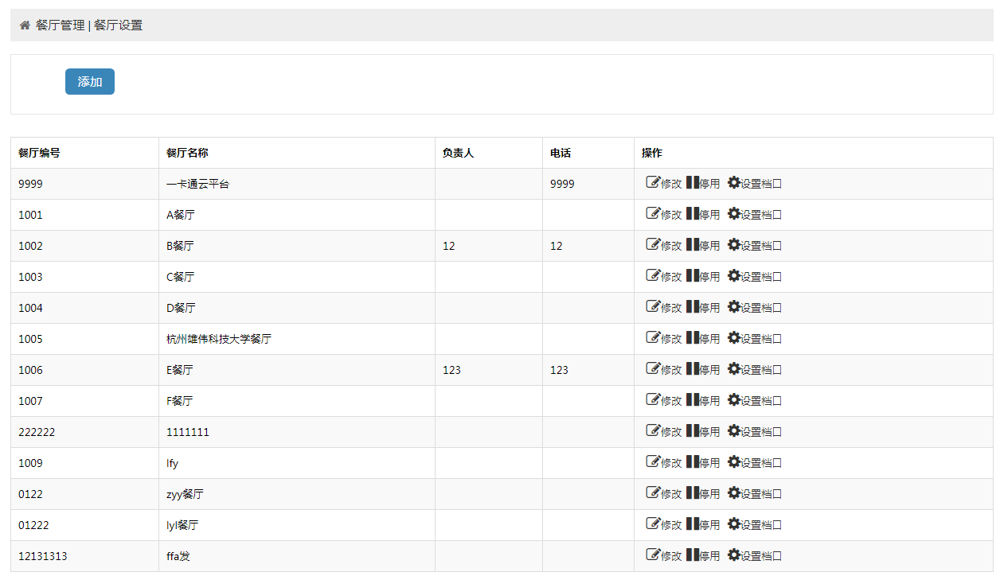 餐厅管理 | 餐厅设置
添加
餐厅编号 餐厅名称 负责人 电话 操作
9999 一卡通云平台 9999 修改 停用 设置档口
1001 A餐厅 修改 停用 设置档口
1002 B餐厅 12 12 修改 停用 设置档口
1003 C餐厅 修改 停用 设置档口
1004 D餐厅 修改 停用 设置档口
1005 杭州雄伟科技大学餐厅 修改 停用 设置档口
1006 E餐厅 123 123 修改 停用 设置档口
1007 F餐厅 修改 停用 设置档口
222222 1111111 修改 停用 设置档口
1009 lfy 修改 停用 设置档口
0122 zyy餐厅 修改 停用 设置档口
01222 lyl餐厅 修改 停用 设置档口
12131313 ffa发 修改 停用 设置档口